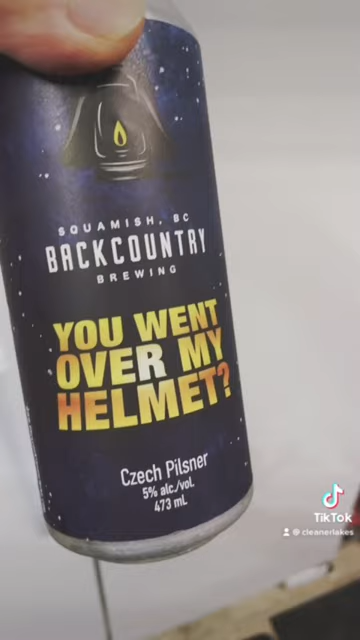 SQUAMISH, BC
BACKCOUNTRY
BREWING
YOU WENT
OVER MY
HELMET?
Czech Pilsner
5% alc./vol.
473 mL
TikTok
@cleanerlakes